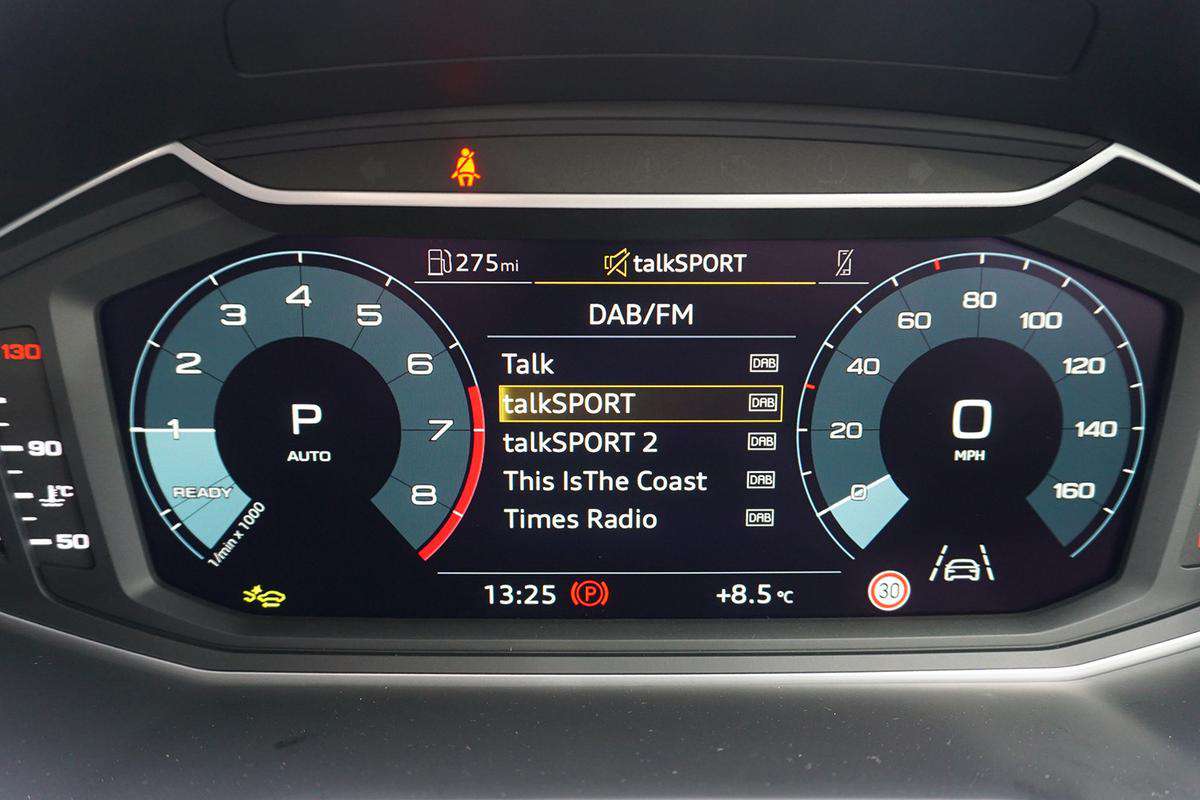 275mi
talkSPORT
DAB/FM
Talk DAB
talkSPORT DAB
talkSPORT 2 DAB
This IsThe Coast DAB
Times Radio DAB
13:25 P +8.5°C
30
READY 1 2 3 4 5 6 7 8
1/min x 1000
P
AUTO
0 20 40 60 80 100 120 140 160
0
MPH
130
90
°C
50